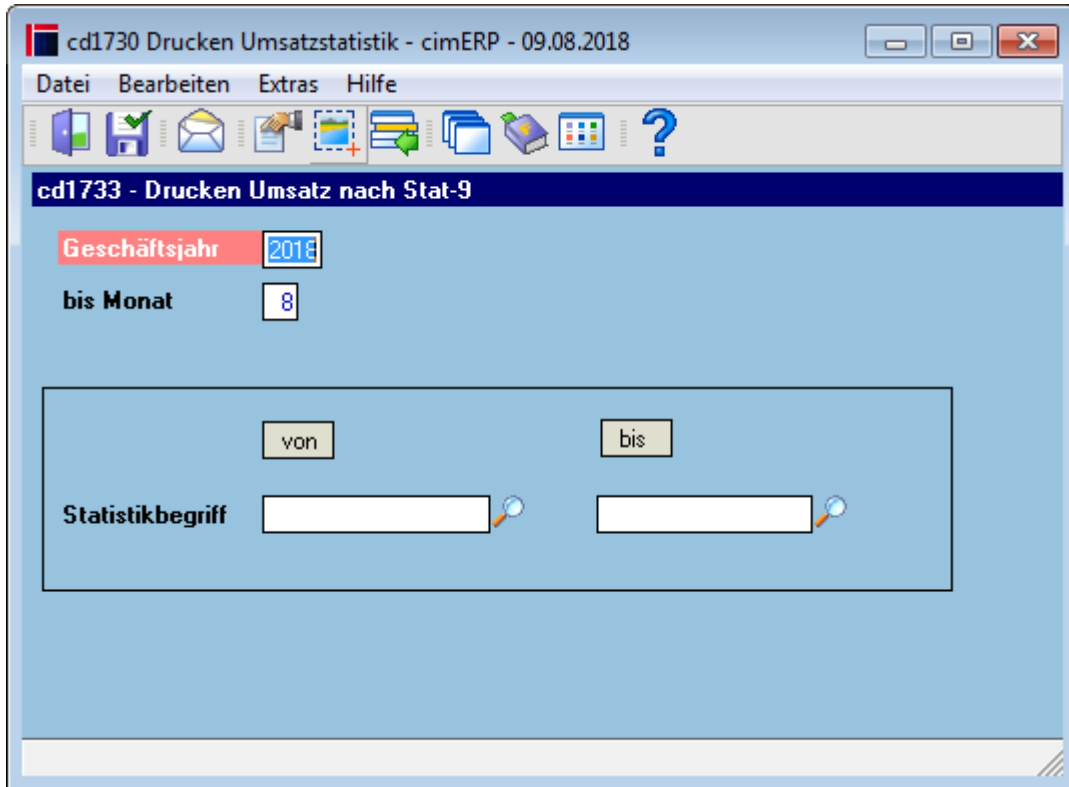 cd1730 Drucken Umsatzstatistik - cimERP - 09.08.2018
Datei Bearbeiten Extras Hilfe
cd1733 - Drucken Umsatz nach Stat-9
Geschäftsjahr 2018
bis Monat 8
von bis
Statistikbegriff